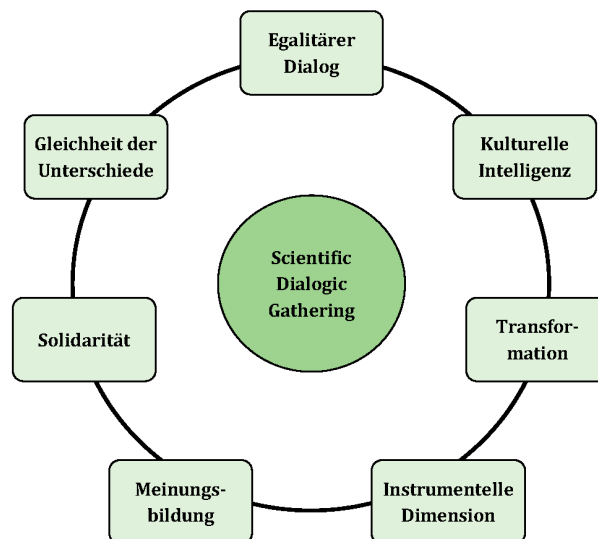 Egalitärer
Dialog
Gleichheit der
Unterschiede
Kulturelle
Intelligenz
Scientific
Dialogic
Gathering
Solidarität
Transfor-
mation
Meinungs-
bildung
Instrumentelle
Dimension